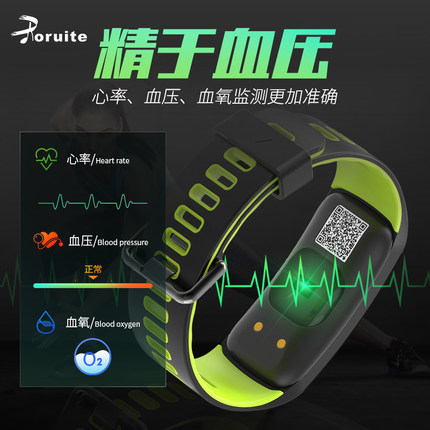 Poruite
精于血压
心率、血压、血氧监测更加准确
心率/Heart rate
血压/Blood pressure
正常
血氧/Blood oxygen
O2